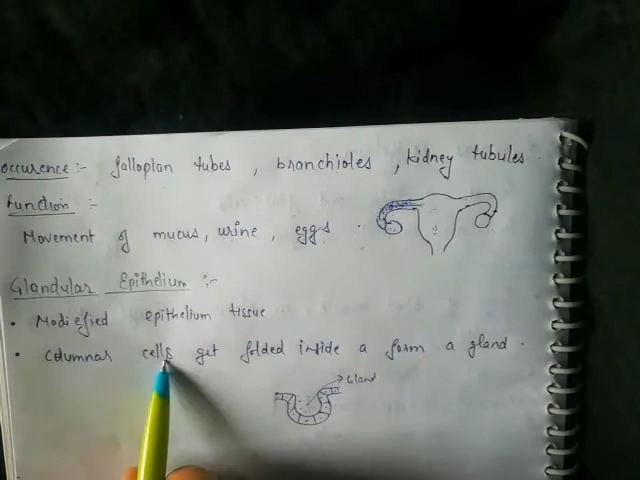 occurence :- fallopian tubes , branchioles , kidney tubules .
Function :-
Movement of mucus, urine , eggs .
Glandular Epithelium :-
• Modiefied epithelium tissue
• Columnar cells get folded inside a form a gland .
Gland